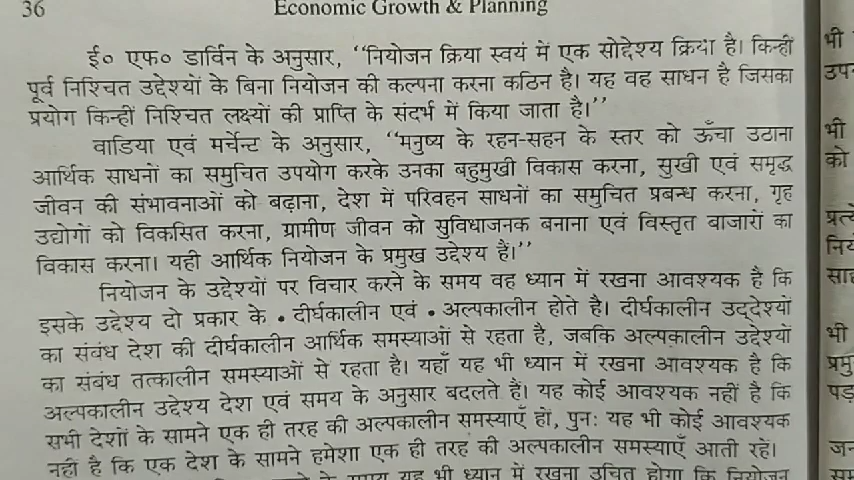 36
Economic Growth & Planning
ई० एफ० डार्विन के अनुसार, ‘‘नियोजन क्रिया स्वयं में एक सोद्देश्य क्रिया है। किन्हीं
पूर्व निश्चित उद्देश्यों के बिना नियोजन की कल्पना करना कठिन है। यह वह साधन है जिसका
प्रयोग किन्हीं निश्चित लक्ष्यों की प्राप्ति के संदर्भ में किया जाता है।’’
वाडिया एवं मर्चेन्ट के अनुसार, ‘‘मनुष्य के रहन-सहन के स्तर को ऊँचा उठाना
आर्थिक साधनों का समुचित उपयोग करके उनका बहुमुखी विकास करना, सुखी एवं समृद्ध
जीवन की संभावनाओं को बढ़ाना, देश में परिवहन साधनों का समुचित प्रबन्ध करना, गृह
उद्योगों को विकसित करना, ग्रामीण जीवन को सुविधाजनक बनाना एवं विस्तृत बाजारों का
विकास करना। यही आर्थिक नियोजन के प्रमुख उद्देश्य हैं।’’
नियोजन के उद्देश्यों पर विचार करने के समय वह ध्यान में रखना आवश्यक है कि
इसके उद्देश्य दो प्रकार के • दीर्घकालीन एवं • अल्पकालीन होते है। दीर्घकालीन उद्देश्यों
का संबंध देश की दीर्घकालीन आर्थिक समस्याओं से रहता है, जबकि अल्पकालीन उद्देश्यों
का संबंध तत्कालीन समस्याओं से रहता है। यहाँ यह भी ध्यान में रखना आवश्यक है कि
अल्पकालीन उद्देश्य देश एवं समय के अनुसार बदलते हैं। यह कोई आवश्यक नहीं है कि
सभी देशों के सामने एक ही तरह की अल्पकालीन समस्याएँ हों, पुनः यह भी कोई आवश्यक
नहीं है कि एक देश के सामने हमेशा एक ही तरह की अल्पकालीन समस्याएँ आती रहें।
यह भी ध्यान में रखना उचित होगा कि नियोजन
भी
उप
भी
को
भी